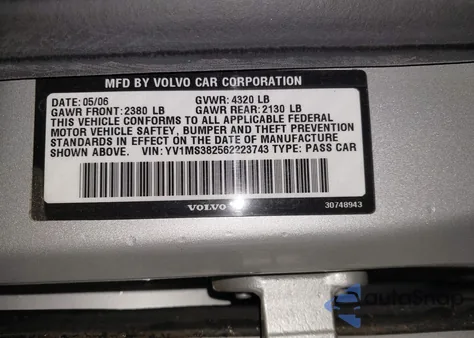 MFD BY VOLVO CAR CORPORATION
DATE: 05/06 GVWR: 4320 LB
GAWR FRONT: 2380 LB GAWR REAR: 2130 LB
THIS VEHICLE CONFORMS TO ALL APPLICABLE FEDERAL
MOTOR VEHICLE SAFTEY, BUMPER AND THEFT PREVENTION
STANDARDS IN EFFECT ON THE DATE OF MANUFACTURE
SHOWN ABOVE. VIN: YV1MS382562223743 TYPE: PASS CAR
VOLVO
30748943
autoSnap